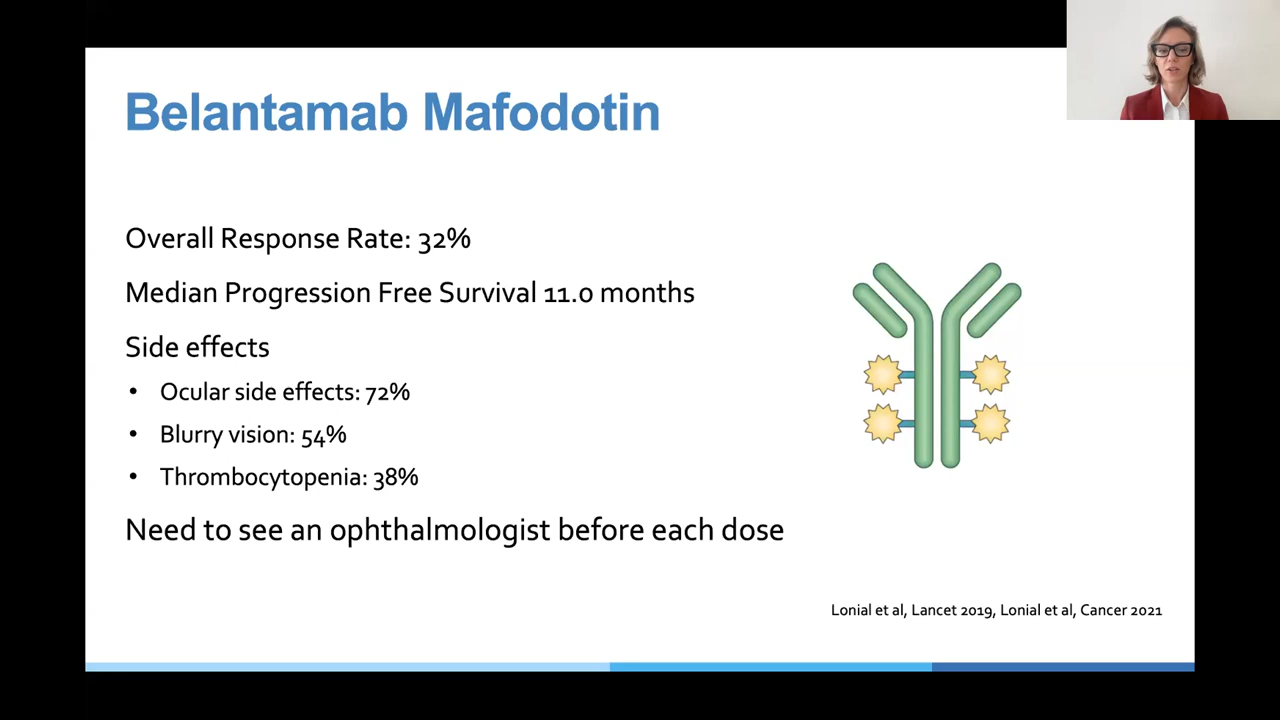 Belantamab Mafodotin
Overall Response Rate: 32%
Median Progression Free Survival 11.0 months
Side effects
• Ocular side effects: 72%
• Blurry vision: 54%
• Thrombocytopenia: 38%
Need to see an ophthalmologist before each dose
Lonial et al, Lancet 2019, Lonial et al, Cancer 2021